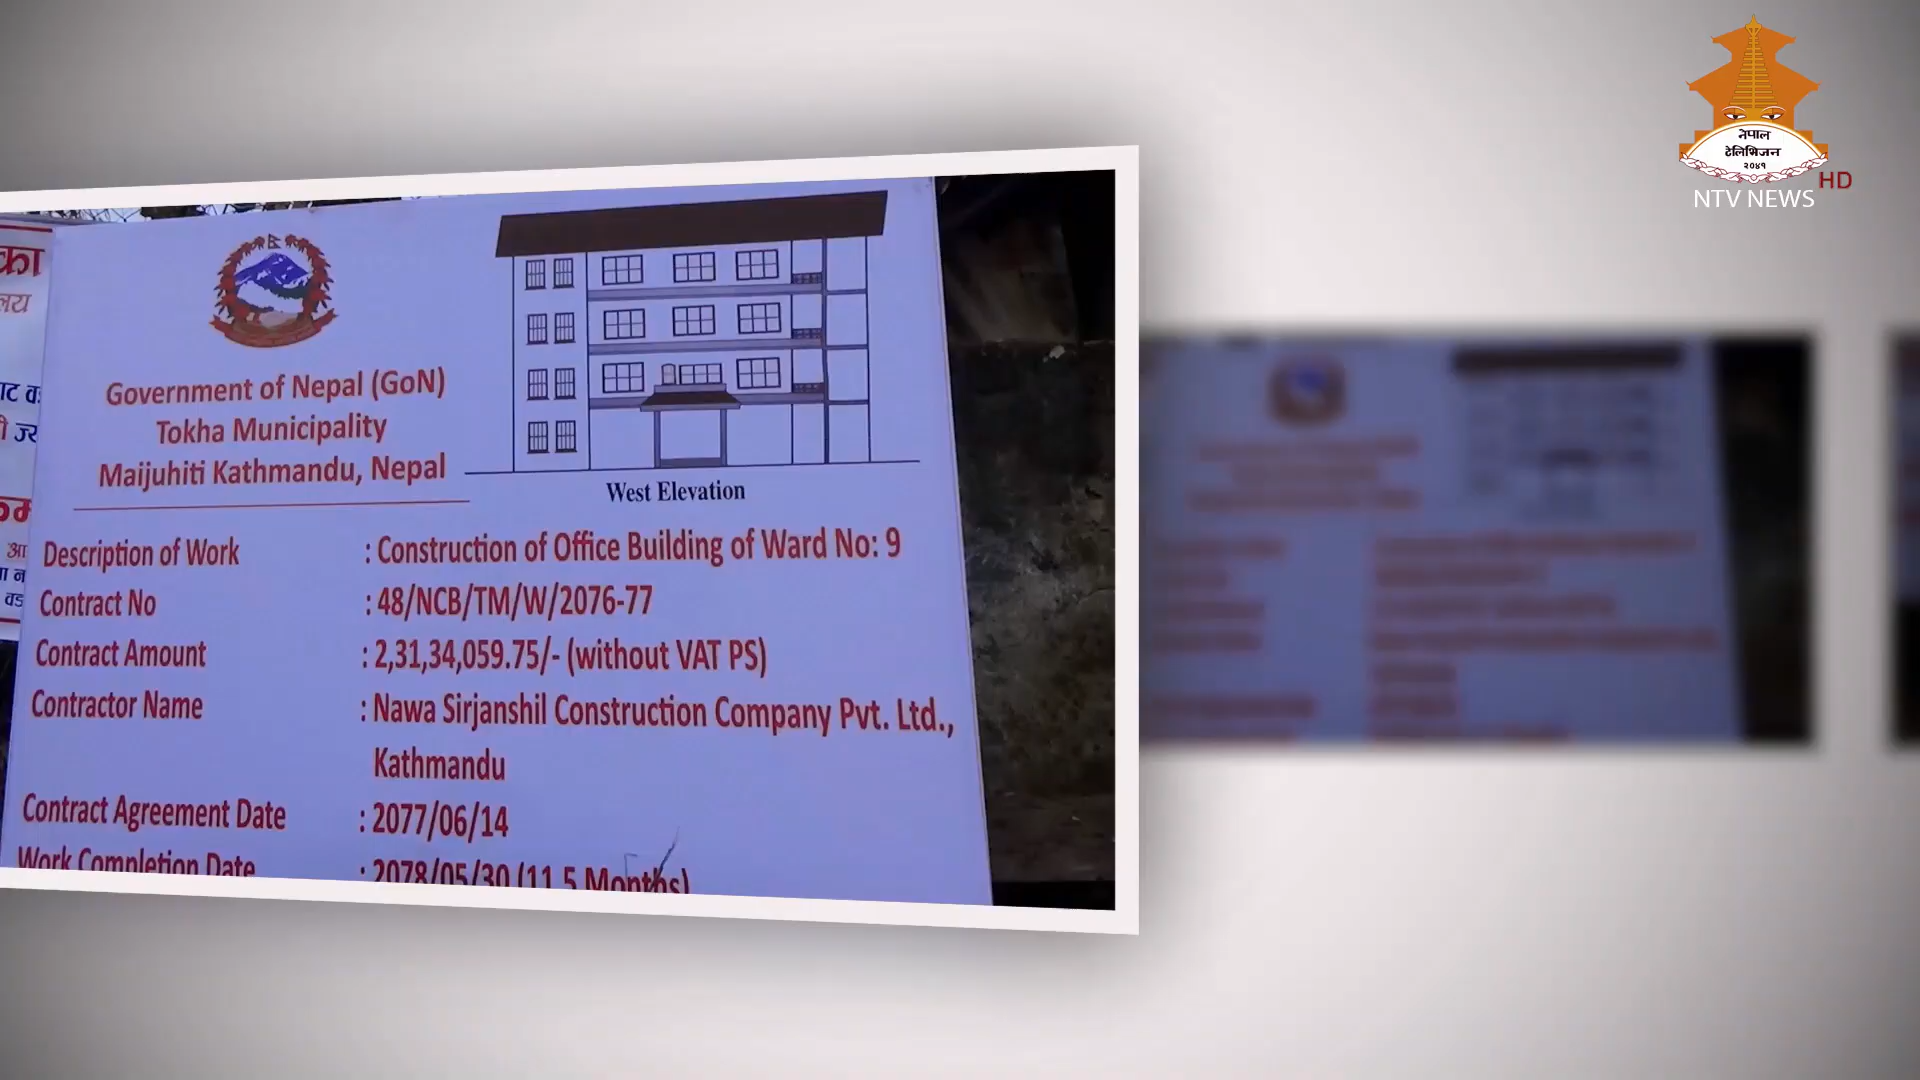 नेपाल
टेलिभिजन
२०४१
HD
NTV NEWS
Government of Nepal (GoN)
Tokha Municipality
Maijuhiti Kathmandu, Nepal
West Elevation
Description of Work : Construction of Office Building of Ward No: 9
Contract No : 48/NCB/TM/W/2076-77
Contract Amount : 2,31,34,059.75/- (without VAT PS)
Contractor Name : Nawa Sirjanshil Construction Company Pvt. Ltd.,
Kathmandu
Contract Agreement Date : 2077/06/14
Work Completion Date : 2078/05/30 (11.5 Months)